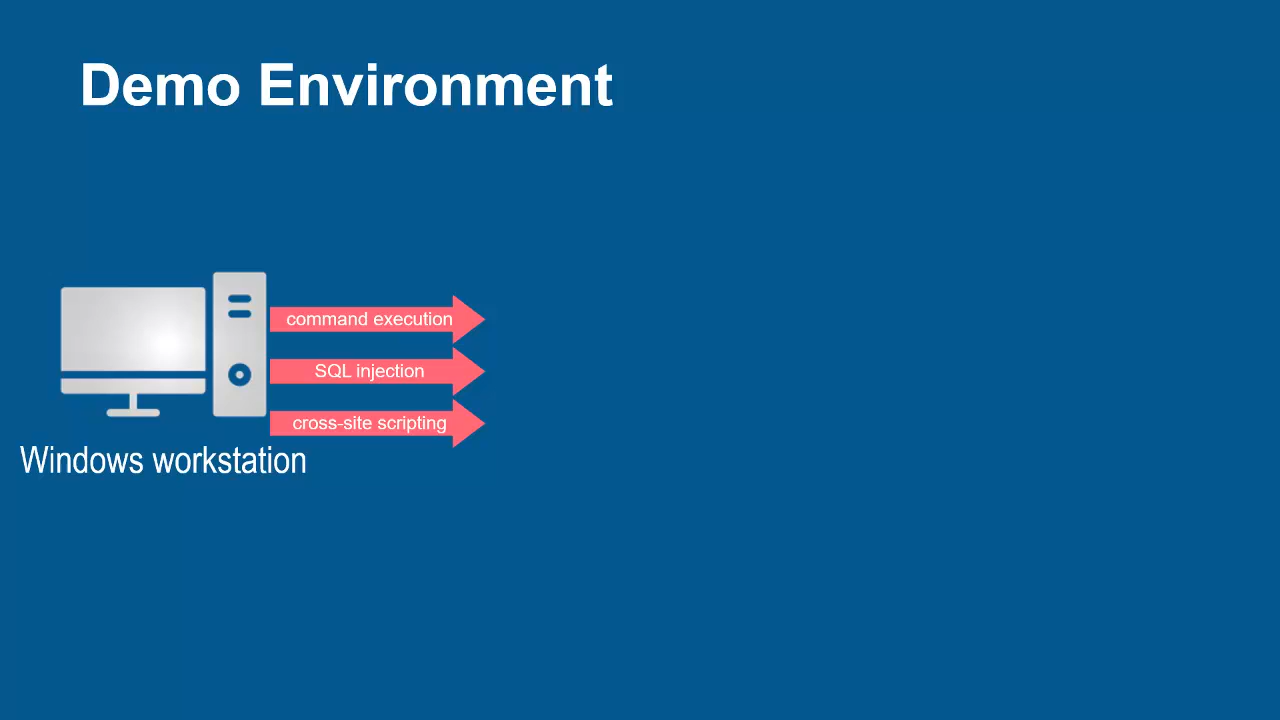 Demo Environment
command execution
SQL injection
cross-site scripting
Windows workstation